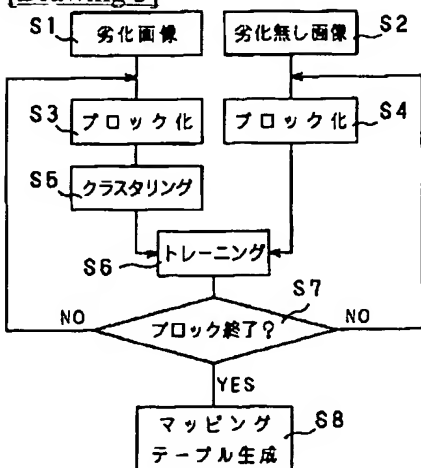 [Drawing 3]
S1 劣化画像
劣化無し画像 S2
S3 ブロック化
ブロック化 S4
S5 クラスタリング
S6 トレーニング
S7
NO ブロック終了? NO
YES
マッピング
テーブル生成 S8